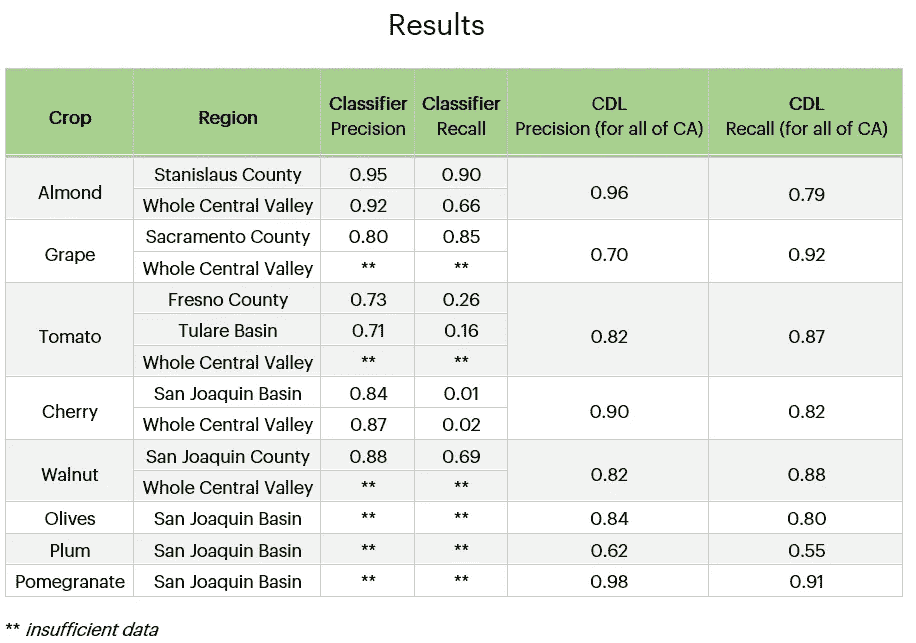 Results
Crop Region Classifier Precision Classifier Recall CDL Precision (for all of CA) CDL Recall (for all of CA)
Almond Stanislaus County 0.95 0.90 0.96 0.79
Whole Central Valley 0.92 0.66
Grape Sacramento County 0.80 0.85 0.70 0.92
Whole Central Valley ** **
Tomato Fresno County 0.73 0.26 0.82 0.87
Tulare Basin 0.71 0.16
Whole Central Valley ** **
Cherry San Joaquin Basin 0.84 0.01 0.90 0.82
Whole Central Valley 0.87 0.02
Walnut San Joaquin County 0.88 0.69 0.82 0.88
Whole Central Valley ** **
Olives San Joaquin Basin ** ** 0.84 0.80
Plum San Joaquin Basin ** ** 0.62 0.55
Pomegranate San Joaquin Basin ** ** 0.98 0.91
** insufficient data